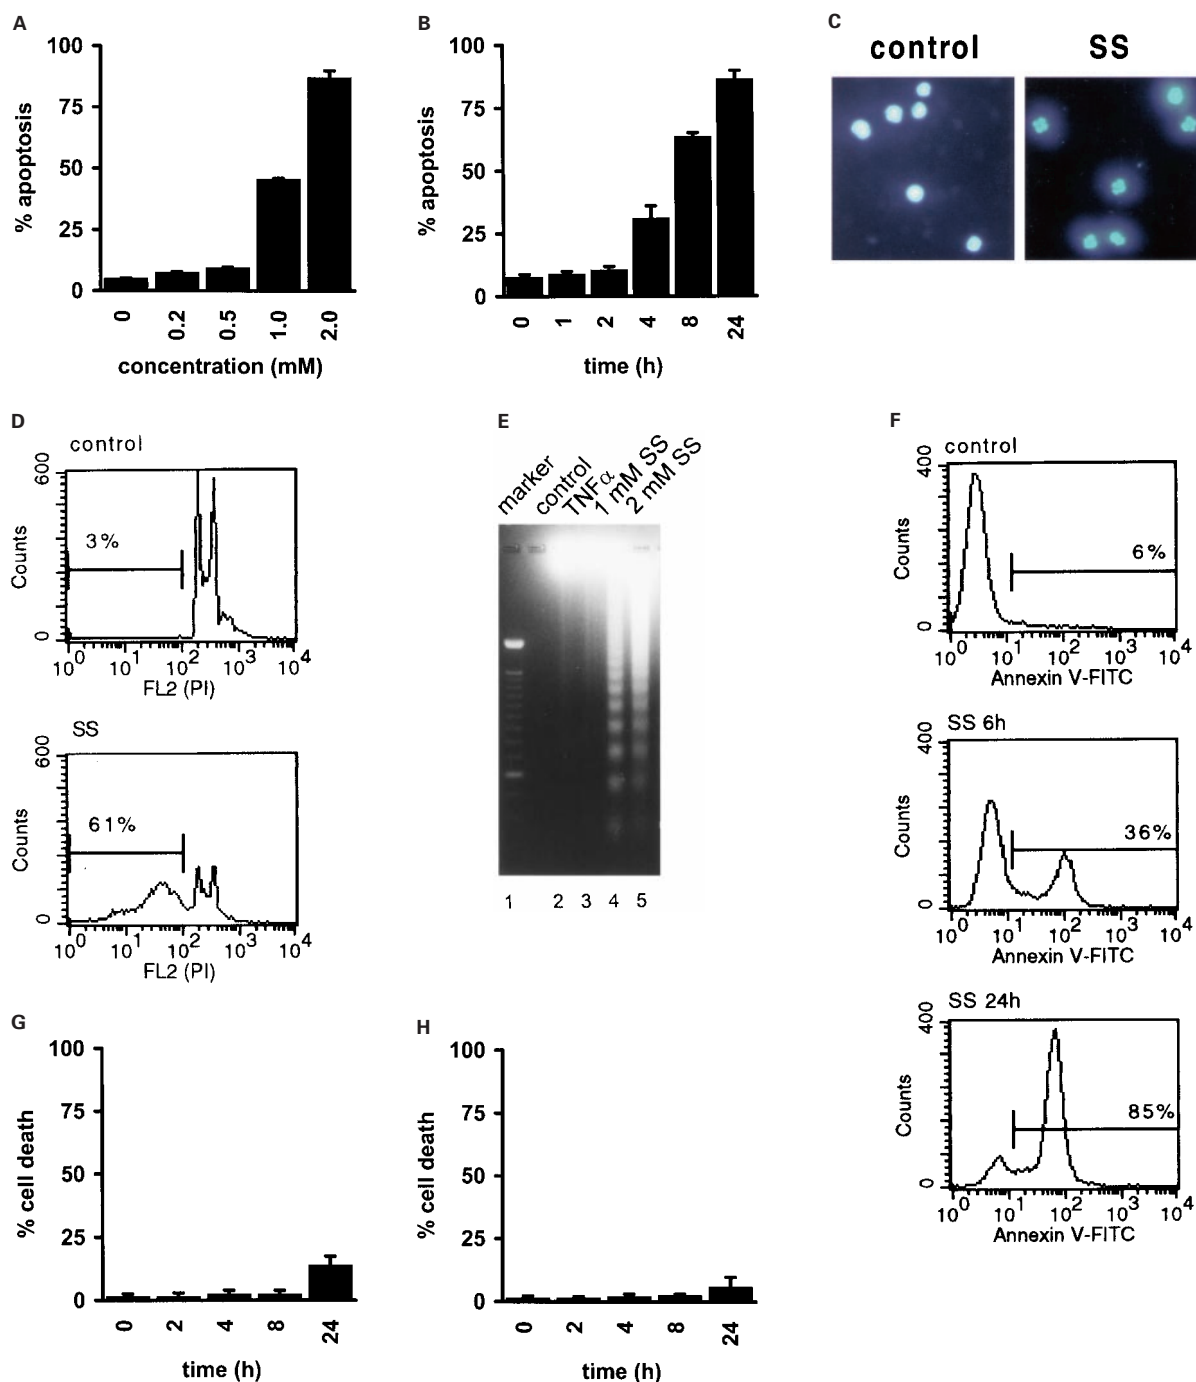 A
100
75
50
25
0
% apoptosis
0
0.2
0.5
1.0
2.0
concentration (mM)
B
100
75
50
25
0
% apoptosis
0
1
2
4
8
24
time (h)
C
control
SS
D
control
600
Counts
0
3%
10^0 10^1 10^2 10^3 10^4
FL2 (PI)
SS
600
Counts
0
61%
10^0 10^1 10^2 10^3 10^4
FL2 (PI)
E
marker
control
TNFα
1 mM SS
2 mM SS
1 2 3 4 5
F
control
400
Counts
0
6%
10^0 10^1 10^2 10^3 10^4
Annexin V-FITC
SS 6h
400
Counts
0
36%
10^0 10^1 10^2 10^3 10^4
Annexin V-FITC
SS 24h
400
Counts
0
85%
10^0 10^1 10^2 10^3 10^4
Annexin V-FITC
G
100
75
50
25
0
% cell death
0
2
4
8
24
time (h)
H
100
75
50
25
0
% cell death
0
2
4
8
24
time (h)